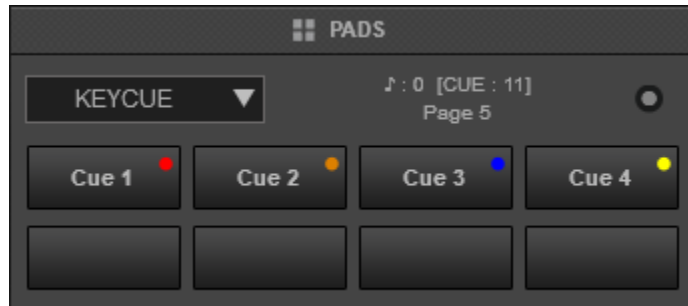 PADS
KEYCUE
♪ : 0 [CUE : 11]
Page 5
Cue 1 Cue 2 Cue 3 Cue 4